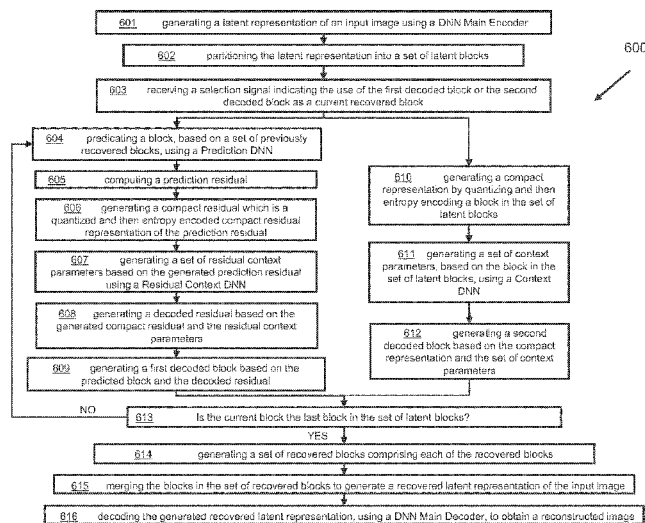 601 generating a latent representation of an input image using a DNN Main Encoder
600
602 partitioning the latent representation into a set of latent blocks
603 receiving a selection signal indicating the use of the first decoded block or the second
decoded block as a current recovered block
604 predicating a block, based on a set of previously
recovered blocks, using a Prediction DNN
605 computing a prediction residual
606 generating a compact residual which is a
quantized and then entropy encoded compact residual
representation of the prediction residual
607 generating a set of residual context
parameters based on the generated prediction residual
using a Residual Context DNN
608 generating a decoded residual based on the
generated compact residual and the residual context
parameters
609 generating a first decoded block based on the
predicted block and the decoded residual
610 generating a compact
representation by quantizing and then
entropy encoding a block in the set of
latent blocks
611 generating a set of context
parameters, based on the block in the
set of latent blocks, using a Context
DNN
612 generating a second
decoded block based on the compact
representation and the set of context
parameters
NO
613 Is the current block the last block in the set of latent blocks?
YES
614 generating a set of recovered blocks comprising each of the recovered blocks
615 merging the blocks in the set of recovered blocks to generate a recovered latent representation of the input image
616 decoding the generated recovered latent representation, using a DNN Main Decoder, to obtain a reconstructed image